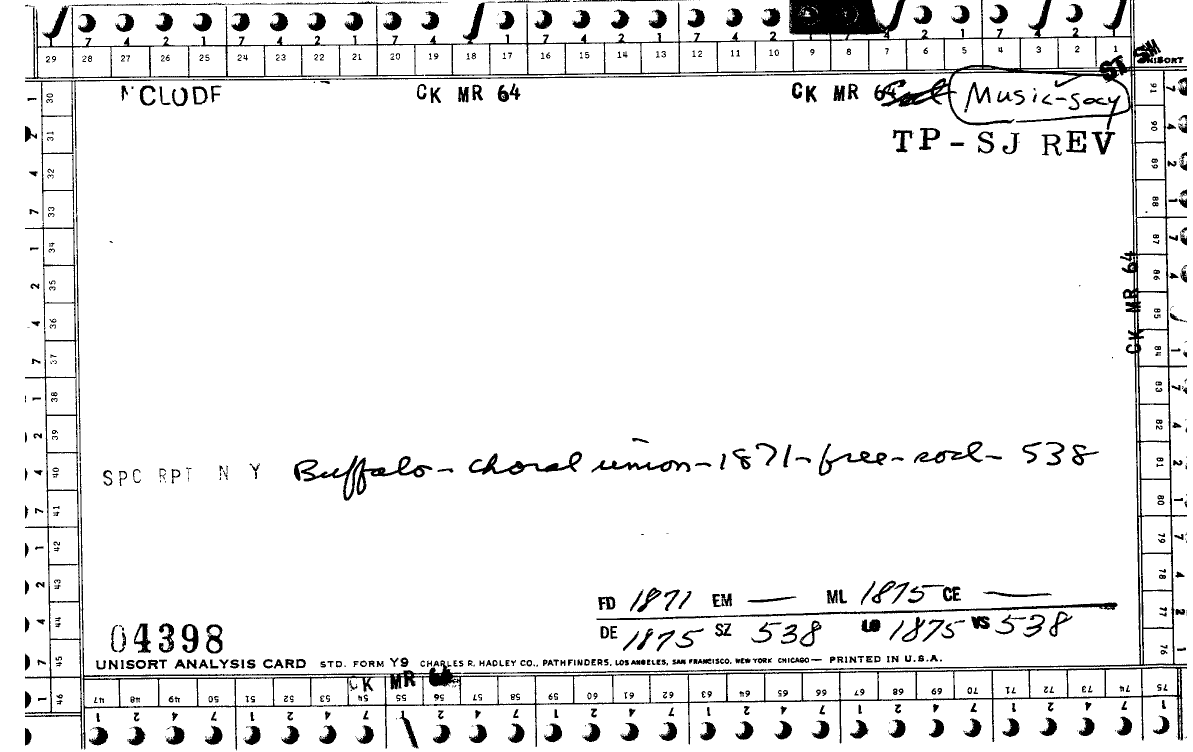 7 4 2 1 7 4 2 1 7 4 2 1 7 4 2 1 7 4 2 1 7 2 1 7 4 2 1
29 28 27 26 25 24 23 22 21 20 19 18 17 16 15 14 13 12 11 10 9 8 7 6 5 4 3 2 1
UNISORT
NCLODF CK MR 64 CK MR 64 Music-Socy
TP-SJ REV
CK MR 64
SPC RPT N Y Buffalo-choral union-1871-free-socl-538
FD 1871 EM — ML 1875 CE —
DE 1875 SZ 538 LO 1875 VS 538
04398
UNISORT ANALYSIS CARD STD. FORM Y9 CHARLES R. HADLEY CO., PATHFINDERS, LOS ANGELES, SAN FRANCISCO, NEW YORK CHICAGO— PRINTED IN U.S.A.
CK MR 64
30 31 32 33 34 35 36 37 38 39 40 41 42 43 44 45 46
91 90 89 88 87 86 85 84 83 82 81 80 79 78 77 76
47 48 49 50 51 52 53 54 55 56 57 58 59 60 61 62 63 64 65 66 67 68 69 70 71 72 73 74 75